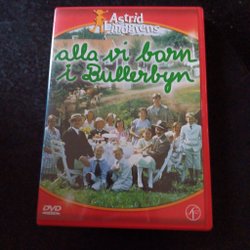 Astrid
Lindgrens
alla vi barn
i Bullerbyn
DVD